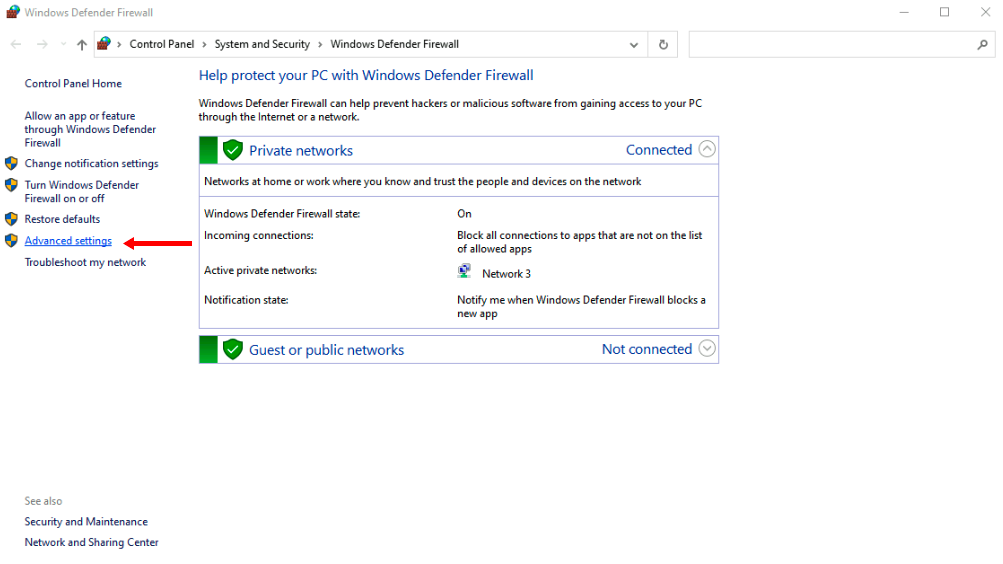 Windows Defender Firewall
Control Panel > System and Security > Windows Defender Firewall
Control Panel Home
Allow an app or feature
through Windows Defender
Firewall
Change notification settings
Turn Windows Defender
Firewall on or off
Restore defaults
Advanced settings
Troubleshoot my network
See also
Security and Maintenance
Network and Sharing Center
Help protect your PC with Windows Defender Firewall
Windows Defender Firewall can help prevent hackers or malicious software from gaining access to your PC
through the Internet or a network.
Private networks Connected
Networks at home or work where you know and trust the people and devices on the network
Windows Defender Firewall state: On
Incoming connections: Block all connections to apps that are not on the list
of allowed apps
Active private networks: Network 3
Notification state: Notify me when Windows Defender Firewall blocks a
new app
Guest or public networks Not connected